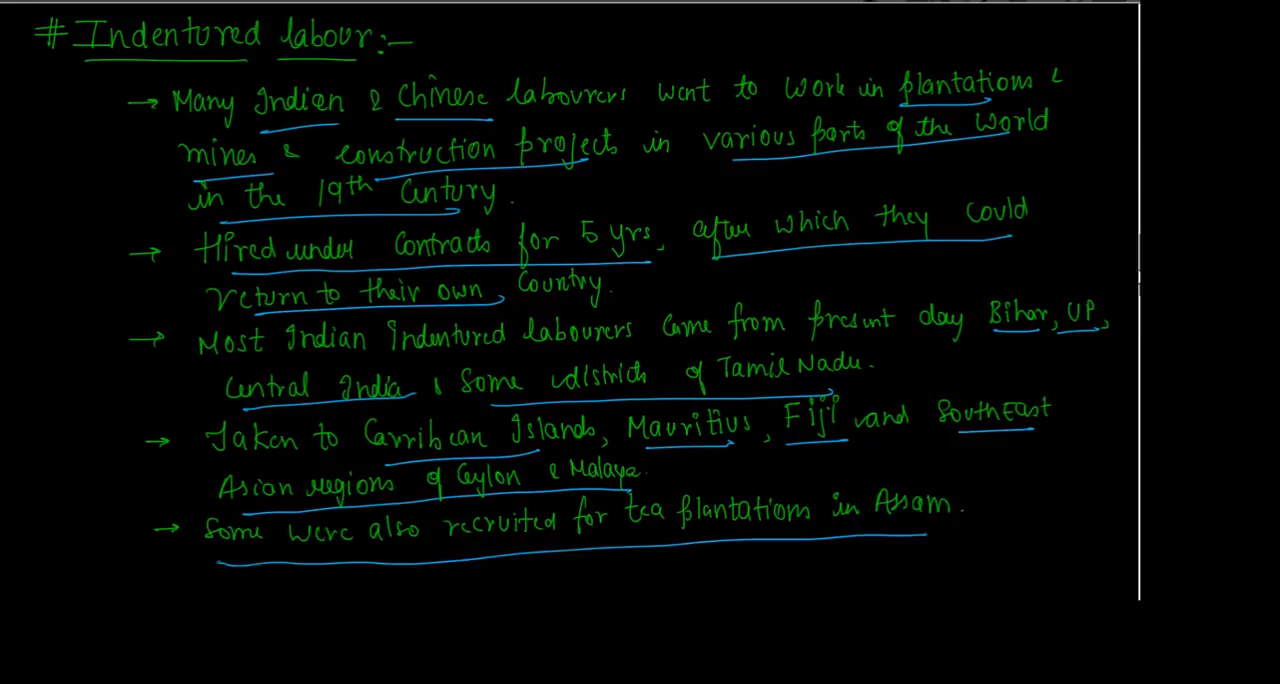 # Indentured labour:-
→ Many Indian & Chinese labourers went to work in plantations &
mines & construction projects in various parts of the World
in the 19th Century.
→ Hired under Contracts for 5 yrs, after which they could
return to their own Country.
→ Most Indian Indentured labourers came from present day Bihar, UP,
Central India & Some districts of Tamil Nadu.
→ Taken to Carribean Islands, Mauritius, Fiji and SouthEast
Asian regions of Ceylon & Malaya.
→ Some were also recruited for tea plantations in Assam.